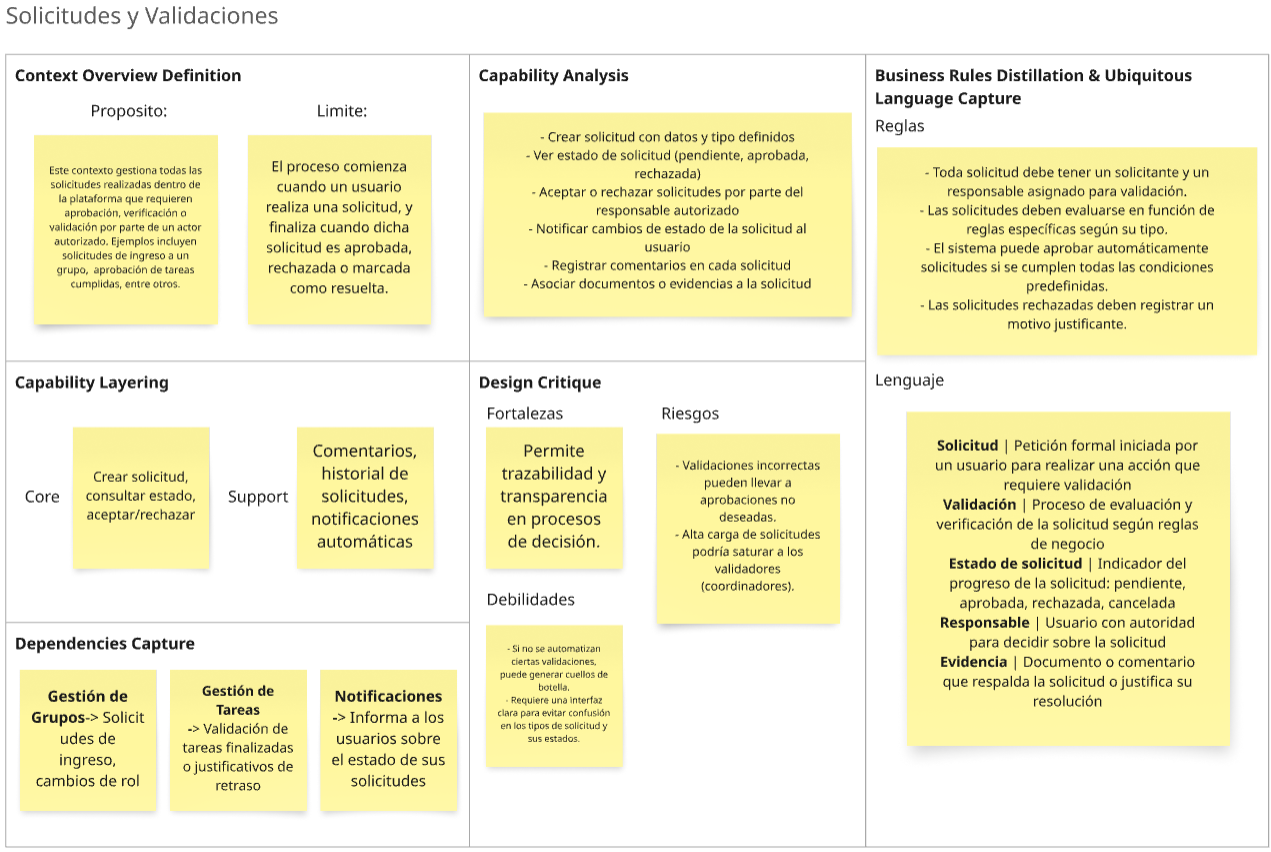 Solicitudes y Validaciones
Context Overview Definition
Proposito:
Este contexto gestiona todas las
solicitudes realizadas dentro de
la plataforma que requieren
aprobación, verificación o
validación por parte de un actor
autorizado. Ejemplos incluyen
solicitudes de ingreso a un
grupo, aprobación de tareas
cumplidas, entre otros.
Limite:
El proceso comienza
cuando un usuario
realiza una solicitud, y
finaliza cuando dicha
solicitud es aprobada,
rechazada o marcada
como resuelta.
Capability Analysis
- Crear solicitud con datos y tipo definidos
- Ver estado de solicitud (pendiente, aprobada,
rechazada)
- Aceptar o rechazar solicitudes por parte del
responsable autorizado
- Notificar cambios de estado de la solicitud al
usuario
- Registrar comentarios en cada solicitud
- Asociar documentos o evidencias a la solicitud
Business Rules Distillation & Ubiquitous
Language Capture
Reglas
- Toda solicitud debe tener un solicitante y un
responsable asignado para validación.
- Las solicitudes deben evaluarse en función de
reglas específicas según su tipo.
- El sistema puede aprobar automáticamente
solicitudes si se cumplen todas las condiciones
predefinidas.
- Las solicitudes rechazadas deben registrar un
motivo justificante.
Lenguaje
Solicitud | Petición formal iniciada por
un usuario para realizar una acción que
requiere validación
Validación | Proceso de evaluación y
verificación de la solicitud según reglas
de negocio
Estado de solicitud | Indicador del
progreso de la solicitud: pendiente,
aprobada, rechazada, cancelada
Responsable | Usuario con autoridad
para decidir sobre la solicitud
Evidencia | Documento o comentario
que respalda la solicitud o justifica su
resolución
Capability Layering
Core
Crear solicitud,
consultar estado,
aceptar/rechazar
Support
Comentarios,
historial de
solicitudes,
notificaciones
automáticas
Design Critique
Fortalezas
Permite
trazabilidad y
transparencia
en procesos
de decisión.
Riesgos
- Validaciones incorrectas
pueden llevar a
aprobaciones no
deseadas.
- Alta carga de solicitudes
podría saturar a los
validadores
(coordinadores).
Debilidades
- Si no se automatizan
ciertas validaciones,
puede generar cuellos de
botella.
- Requiere una interfaz
clara para evitar confusión
en los tipos de solicitud y
sus estados.
Dependencies Capture
Gestión de
Grupos-> Solicit
udes de
ingreso,
cambios de rol
Gestión de
Tareas
-> Validación de
tareas finalizadas
o justificativos de
retraso
Notificaciones
-> Informa a los
usuarios sobre
el estado de sus
solicitudes